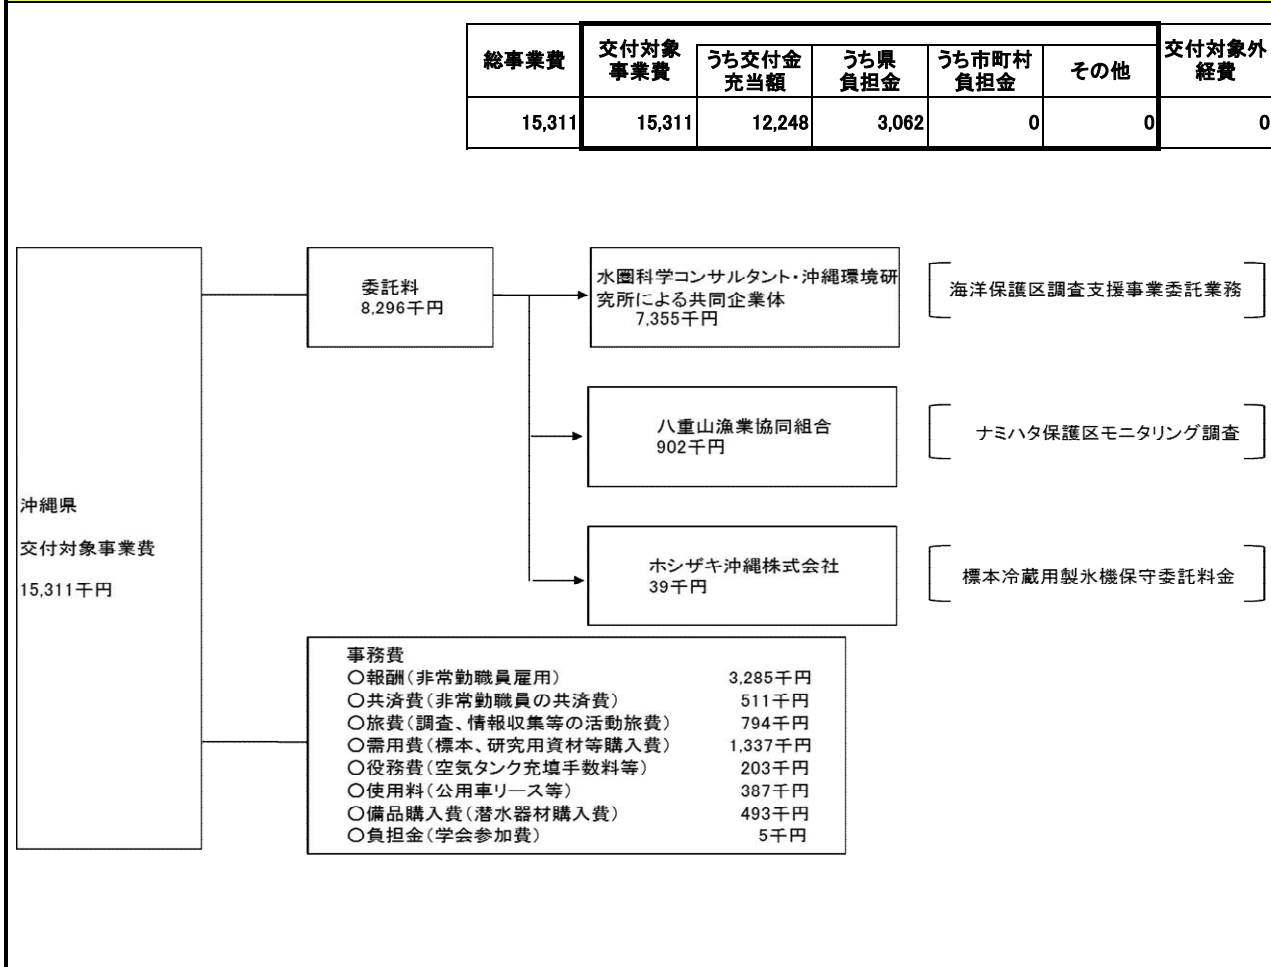 総事業費
交付対象
事業費
うち交付金
充当額
うち県
負担金
うち市町村
負担金
その他
交付対象外
経費
15,311 15,311 12,248 3,062 0 0 0
沖縄県
交付対象事業費
15,311千円
委託料
8,296千円
水圏科学コンサルタント・沖縄環境研
究所による共同企業体
7,355千円
海洋保護区調査支援事業委託業務
八重山漁業協同組合
902千円
ナミハタ保護区モニタリング調査
ホシザキ沖縄株式会社
39千円
標本冷蔵用製氷機保守委託料金
事務費
〇報酬(非常勤職員雇用) 3,285千円
〇共済費(非常勤職員の共済費) 511千円
〇旅費(調査、情報収集等の活動旅費) 794千円
〇需用費(標本、研究用資材等購入費) 1,337千円
〇役務費(空気タンク充填手数料等) 203千円
〇使用料(公用車リース等) 387千円
〇備品購入費(潜水器材購入費) 493千円
〇負担金(学会参加費) 5千円